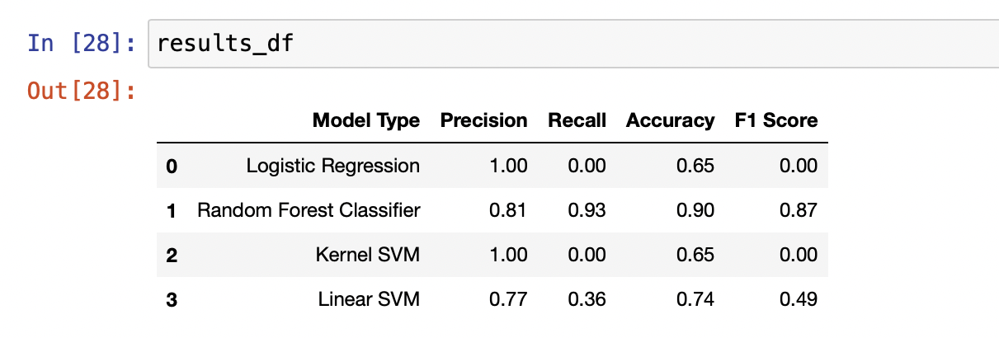 In [28]: results_df
Out[28]:
Model Type Precision Recall Accuracy F1 Score
0 Logistic Regression 1.00 0.00 0.65 0.00
1 Random Forest Classifier 0.81 0.93 0.90 0.87
2 Kernel SVM 1.00 0.00 0.65 0.00
3 Linear SVM 0.77 0.36 0.74 0.49